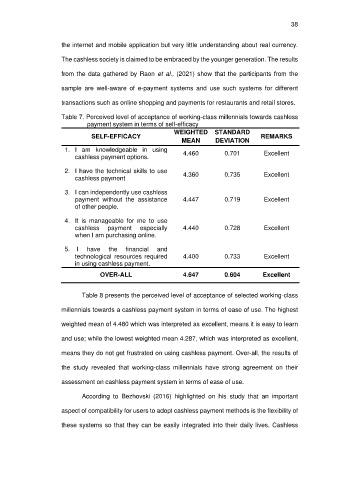 38
the internet and mobile application but very little understanding about real currency.
The cashless society is claimed to be embraced by the younger generation. The results
from the data gathered by Raon et al., (2021) show that the participants from the
sample are well-aware of e-payment systems and use such systems for different
transactions such as online shopping and payments for restaurants and retail stores.
Table 7. Perceived level of acceptance of working-class millennials towards cashless
payment system in terms of self-efficacy
SELF-EFFICACY WEIGHTED MEAN STANDARD DEVIATION REMARKS
1. I am knowledgeable in using
cashless payment options. 4.460 0.701 Excellent
2. I have the technical skills to use
cashless payment 4.360 0.735 Excellent
3. I can independently use cashless
payment without the assistance 4.447 0.719 Excellent
of other people.
4. It is manageable for me to use
cashless payment especially 4.440 0.728 Excellent
when I am purchasing online.
5. I have the financial and
technological resources required 4.400 0.733 Excellent
in using cashless payment.
OVER-ALL 4.647 0.604 Excellent
Table 8 presents the perceived level of acceptance of selected working-class
millennials towards a cashless payment system in terms of ease of use. The highest
weighted mean of 4.480 which was interpreted as excellent, means it is easy to learn
and use; while the lowest weighted mean 4.287, which was interpreted as excellent,
means they do not get frustrated on using cashless payment. Over-all, the results of
the study revealed that working-class millennials have strong agreement on their
assessment on cashless payment system in terms of ease of use.
According to Bezhovski (2016) highlighted on his study that an important
aspect of compatibility for users to adopt cashless payment methods is the flexibility of
these systems so that they can be easily integrated into their daily lives. Cashless